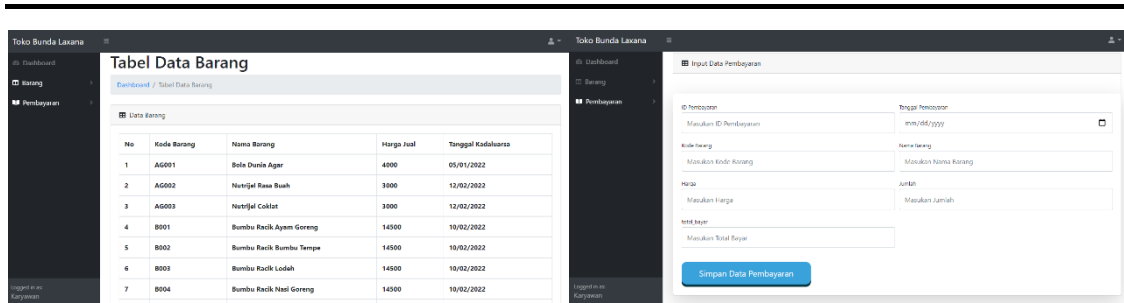 Toko Bunda Laxana
Dashboard
Barang
Pembayaran
Logged in as:
Karyawan
Tabel Data Barang
Dashboard / Tabel Data Barang
Data Barang
No Kode Barang Nama Barang Harga Jual Tanggal Kadaluarsa
1 AG001 Bola Dunia Agar 4000 05/01/2022
2 AG002 Nutrijel Rasa Buah 3000 12/02/2022
3 AG003 Nutrijel Coklat 3000 12/02/2022
4 B001 Bumbu Racik Ayam Goreng 14500 10/02/2022
5 B002 Bumbu Racik Bumbu Tempe 14500 10/02/2022
6 B003 Bumbu Racik Lodeh 14500 10/02/2022
7 B004 Bumbu Racik Nasi Goreng 14500 10/02/2022
Toko Bunda Laxana
Dashboard
Barang
Pembayaran
Logged in as:
Karyawan
Input Data Pembayaran
ID Pembayaran Tanggal Pembayaran
Masukan ID Pembayaran mm/dd/yyyy
Kode Barang Nama Barang
Masukan Kode Barang Masukan Nama Barang
Harga Jumlah
Masukan Harga Masukan Jumlah
Masukan Total Bayar
Simpan Data Pembayaran